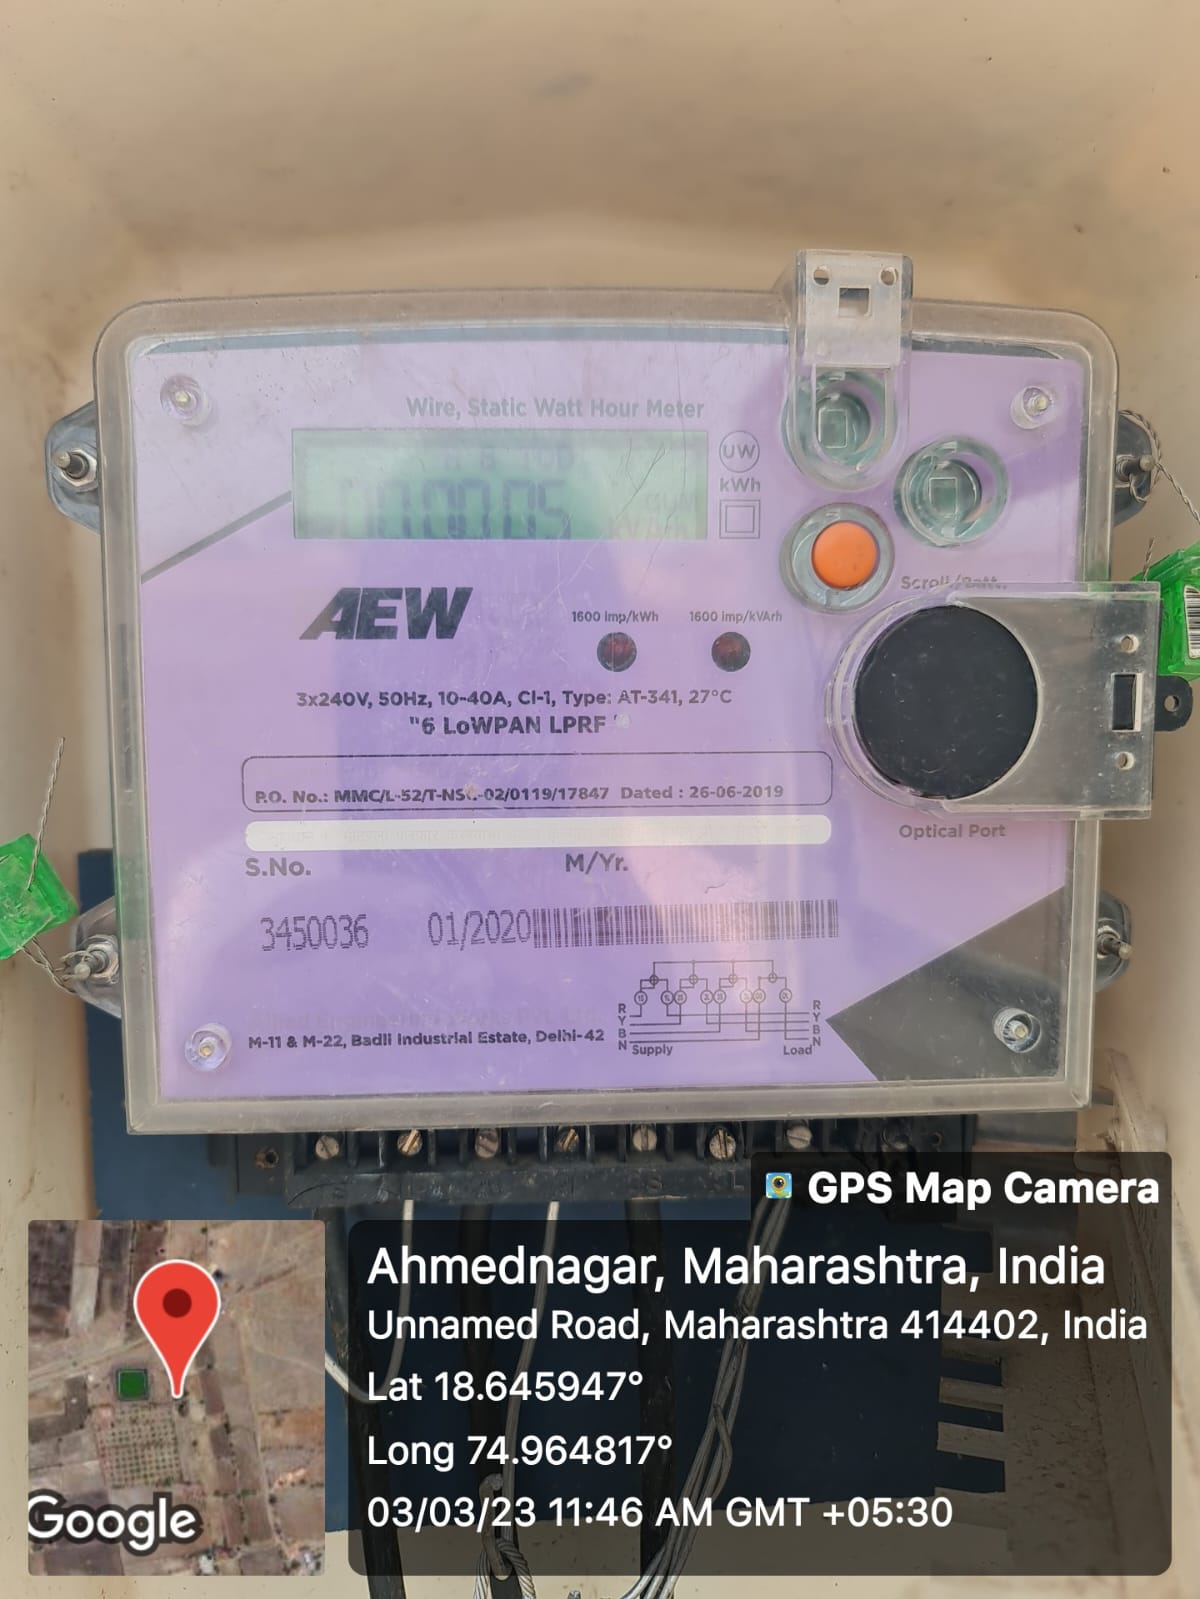 Wire, Static Watt Hour Meter
UW
kWh
Scroll/Batt.
AEW
1600 imp/kWh 1600 imp/kVArh
3x240V, 50Hz, 10-40A, Cl-1, Type: AT-341, 27°C
"6 LoWPAN LPRF"
P.O. No.: MMC/L-52/T-NSC-02/0119/17847 Dated : 26-06-2019
Optical Port
S.No. M/Yr.
3450036 01/2020
M-11 & M-22, Badli Industrial Estate, Delhi-42
R
Y
B
N
Supply
R
Y
B
N
Load
GPS Map Camera
Ahmednagar, Maharashtra, India
Unnamed Road, Maharashtra 414402, India
Lat 18.645947°
Long 74.964817°
03/03/23 11:46 AM GMT +05:30
Google